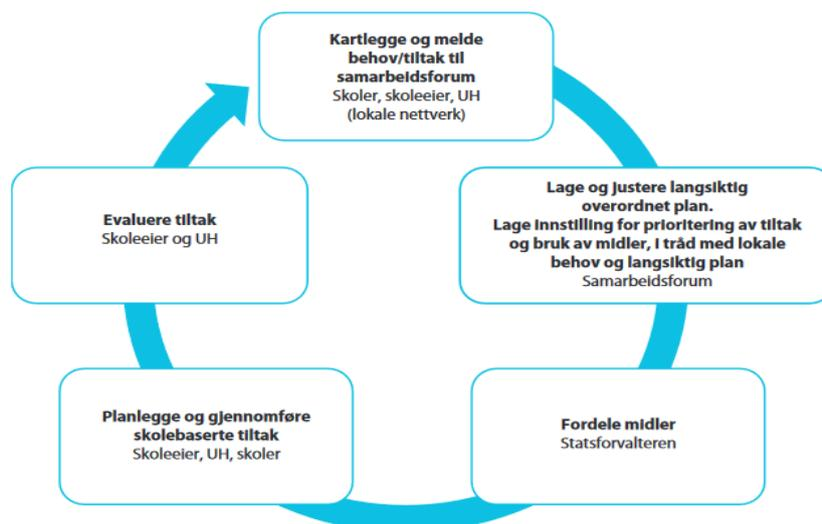 Kartlegge og melde
behov/tiltak til
samarbeidsforum
Skoler, skoleeier, UH
(lokale nettverk)
Lage og justere langsiktig
overordnet plan.
Lage innstilling for prioritering av tiltak
og bruk av midler, i tråd med lokale
behov og langsiktig plan
Samarbeidsforum
Fordele midler
Statsforvalteren
Planlegge og gjennomføre
skolebaserte tiltak
Skoleeier, UH, skoler
Evaluere tiltak
Skoleeier og UH